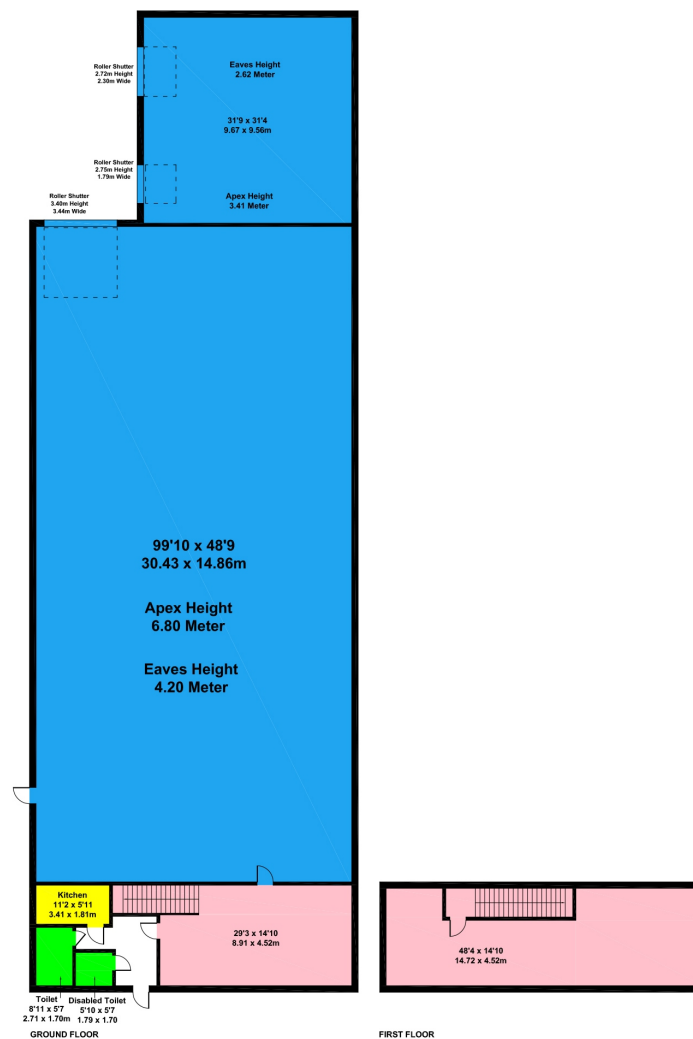 Roller Shutter
2.72m Height
2.30m Wide
Eaves Height
2.62 Meter
31'9 x 31'4
9.67 x 9.56m
Roller Shutter
2.75m Height
1.79m Wide
Apex Height
3.41 Meter
Roller Shutter
3.40m Height
3.44m Wide
99'10 x 48'9
30.43 x 14.86m
Apex Height
6.80 Meter
Eaves Height
4.20 Meter
Kitchen
11'2 x 5'11
3.41 x 1.81m
29'3 x 14'10
8.91 x 4.52m
48'4 x 14'10
14.72 x 4.52m
Toilet
8'11 x 5'7
2.71 x 1.70m
Disabled Toilet
5'10 x 5'7
1.79 x 1.70
GROUND FLOOR
FIRST FLOOR